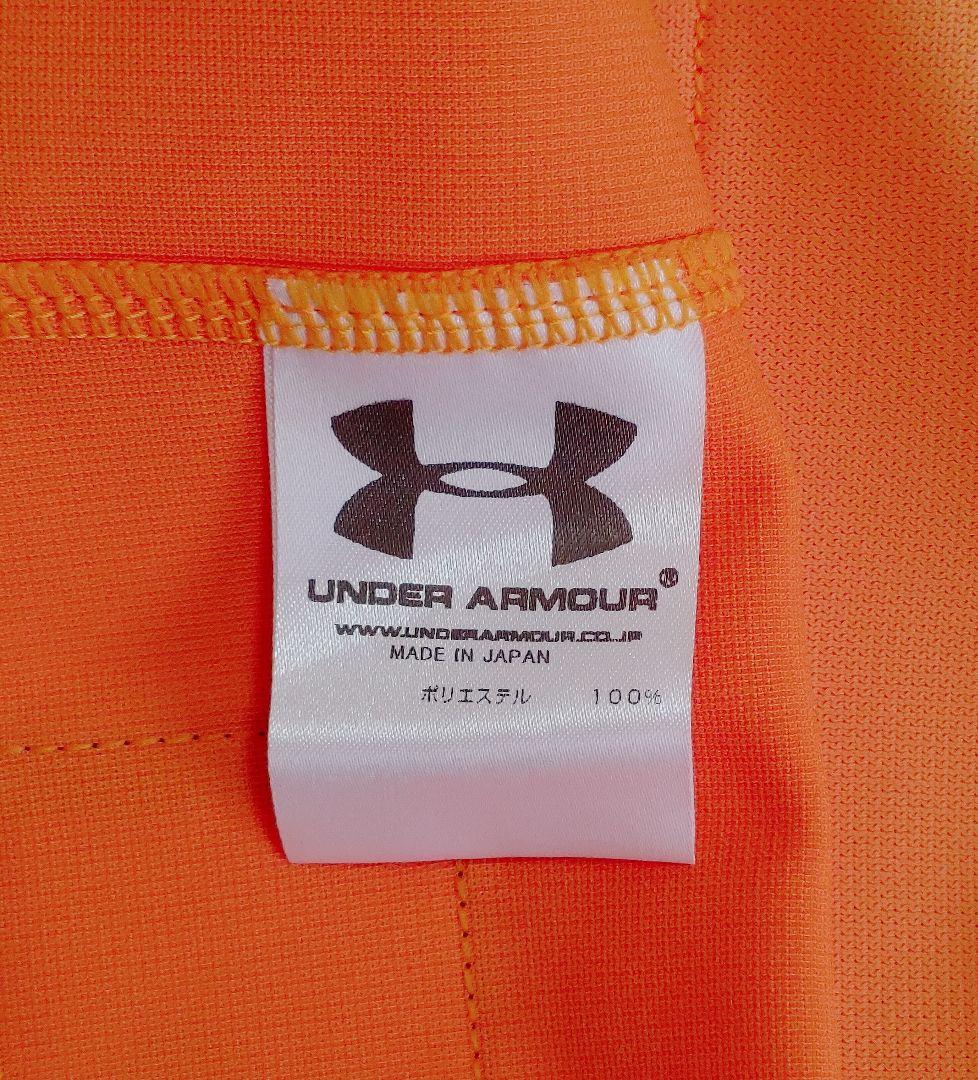 UNDER ARMOUR®
WWW.UNDERARMOUR.CO.JP
MADE IN JAPAN
ポリエステル 100%